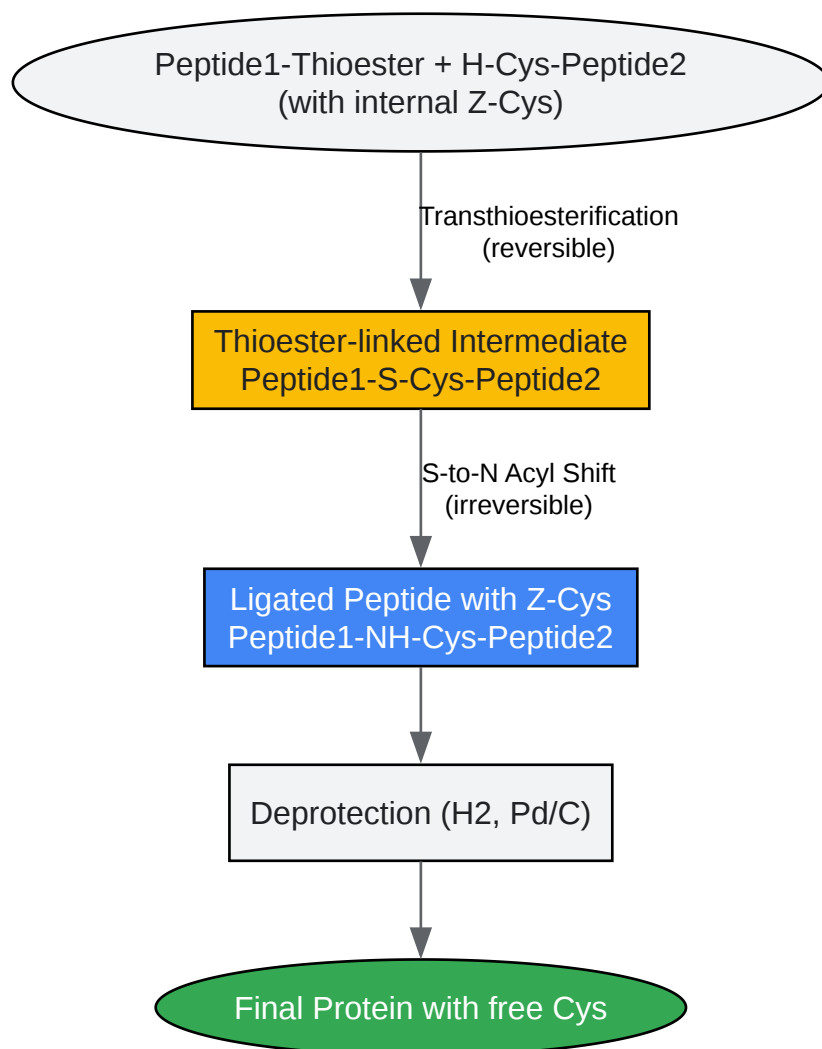 Peptide1-Thioester + H-Cys-Peptide2
(with internal Z-Cys)
Transthioesterification
(reversible)
Thioester-linked Intermediate
Peptide1-S-Cys-Peptide2
S-to-N Acyl Shift
(irreversible)
Ligated Peptide with Z-Cys
Peptide1-NH-Cys-Peptide2
Deprotection (H2, Pd/C)
Final Protein with free Cys